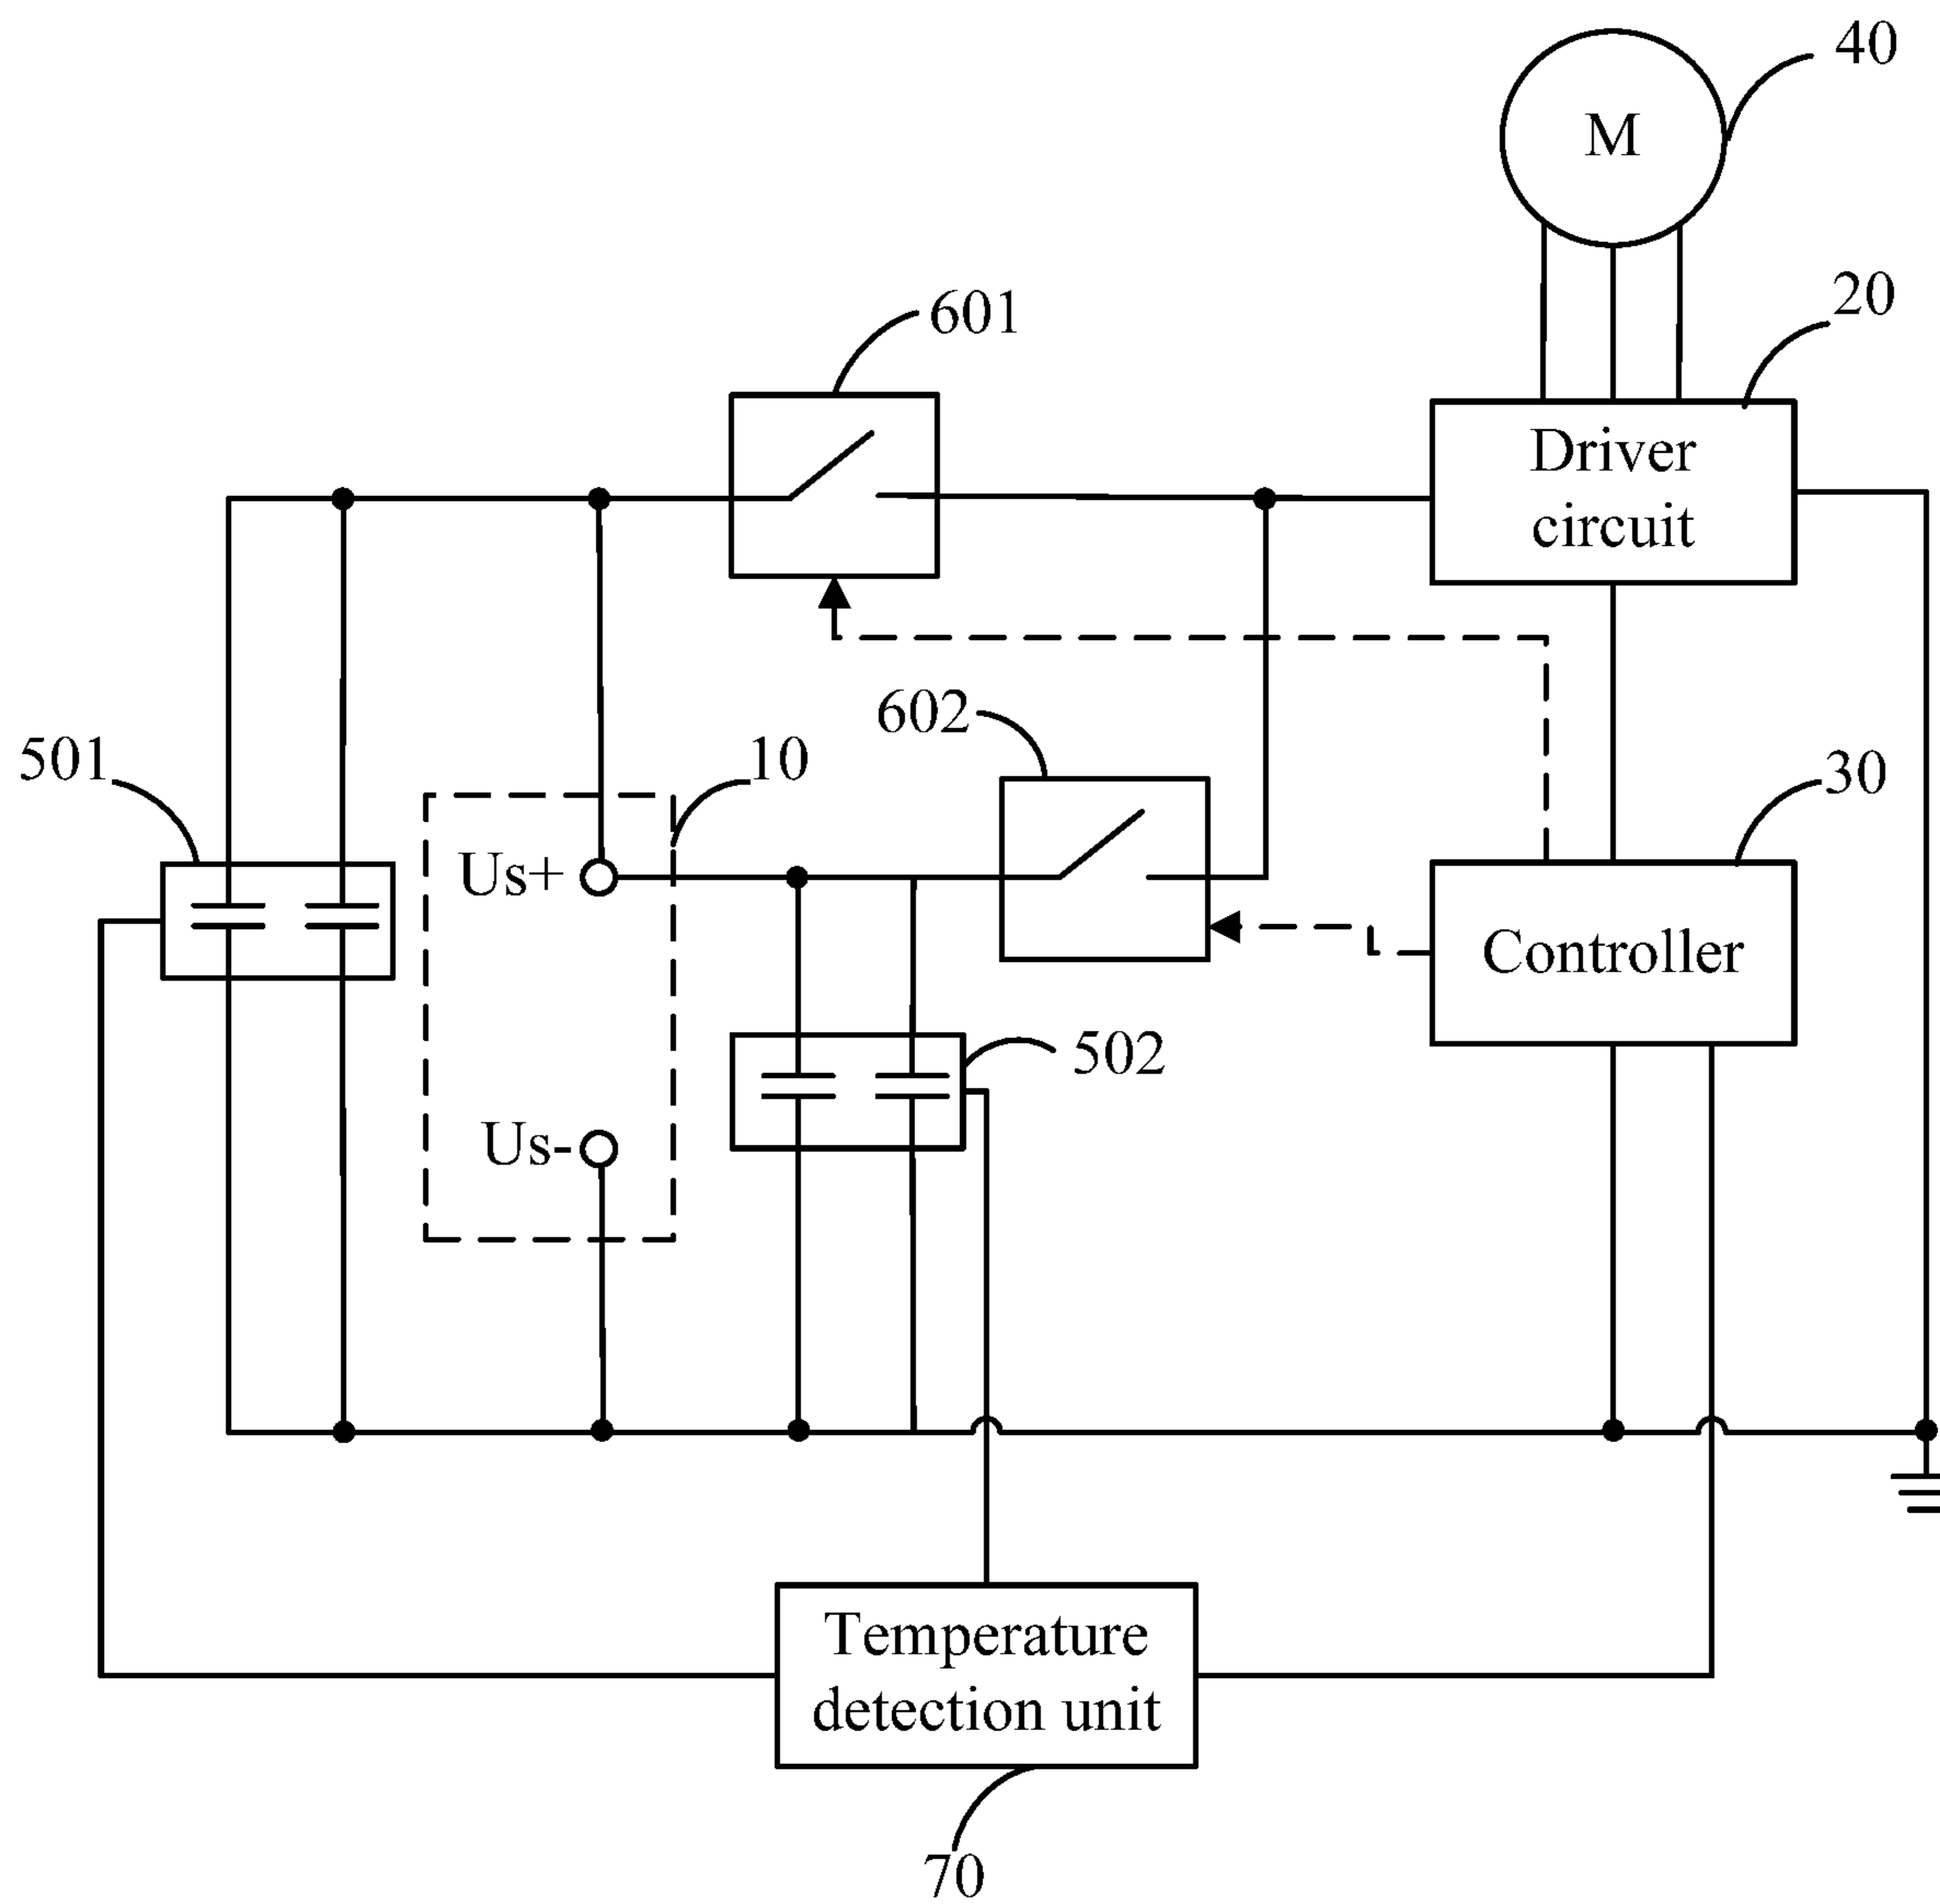 40
M
20
601
Driver
circuit
602
10
501
30
Us+
Controller
502
Us-
Temperature
detection unit
70